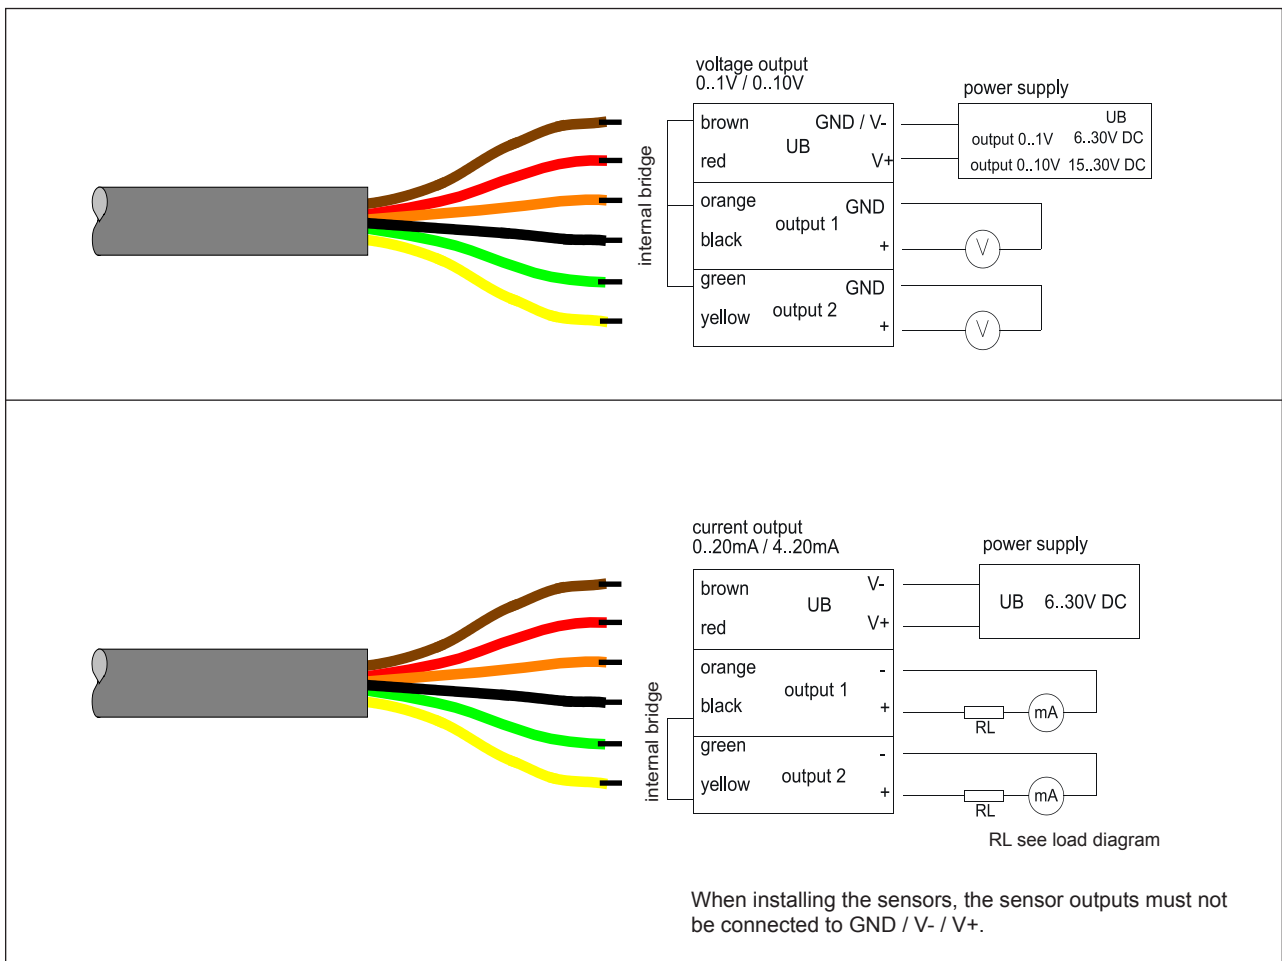 voltage output
0..1V / 0..10V
power supply
internal bridge
brown GND / V-
UB
red V+
orange GND
output 1
black +
green GND
output 2
yellow +
UB
output 0..1V 6..30V DC
output 0..10V 15..30V DC
V
V
current output
0..20mA / 4..20mA
power supply
internal bridge
brown V-
UB
red V+
orange -
output 1
black +
green -
output 2
yellow +
UB 6..30V DC
mA
RL
mA
RL
RL see load diagram
When installing the sensors, the sensor outputs must not
be connected to GND / V- / V+.